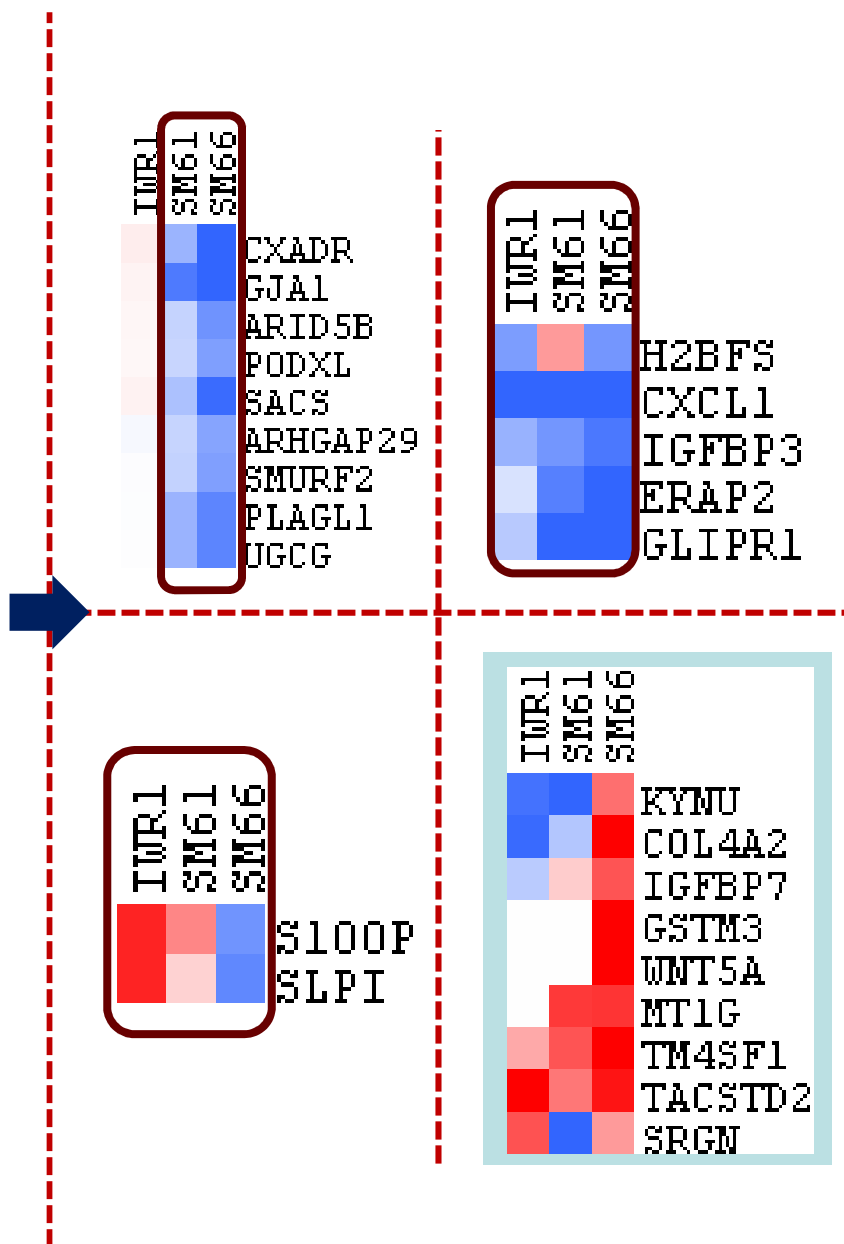 IWR1 SM61 SM66
CXADR
GJA1
ARID5B
PODXL
SACS
ARHGAP29
SMURF2
PLAGL1
UGCG
IWR1 SM61 SM66
H2BFS
CXCL1
IGFBP3
ERAP2
GLIPR1
IWR1 SM61 SM66
S100P
SLPI
IWR1 SM61 SM66
KYNU
COL4A2
IGFBP7
GSTM3
WNT5A
MT1G
TM4SF1
TACSTD2
SRGN